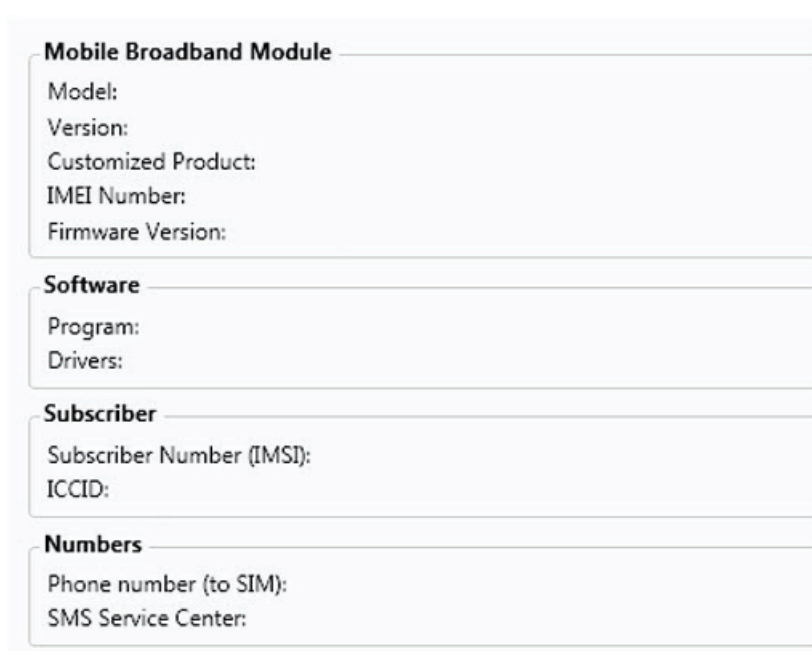 Mobile Broadband Module
Model:
Version:
Customized Product:
IMEI Number:
Firmware Version:
Software
Program:
Drivers:
Subscriber
Subscriber Number (IMSI):
ICCID:
Numbers
Phone number (to SIM):
SMS Service Center: